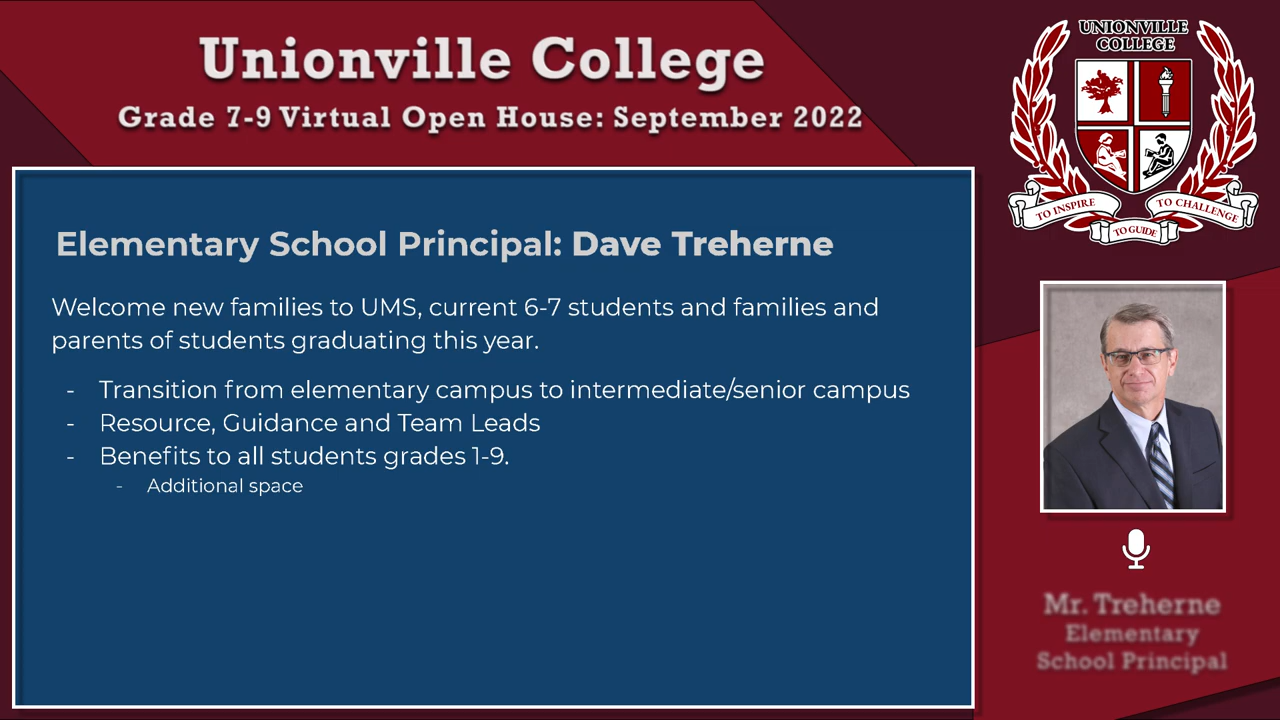 Unionville College
Grade 7-9 Virtual Open House: September 2022
UNIONVILLE
COLLEGE
TO INSPIRE
TO CHALLENGE
TO GUIDE
Elementary School Principal: Dave Treherne
Welcome new families to UMS, current 6-7 students and families and
parents of students graduating this year.
- Transition from elementary campus to intermediate/senior campus
- Resource, Guidance and Team Leads
- Benefits to all students grades 1-9.
- Additional space
Mr. Treherne
Elementary
School Principal